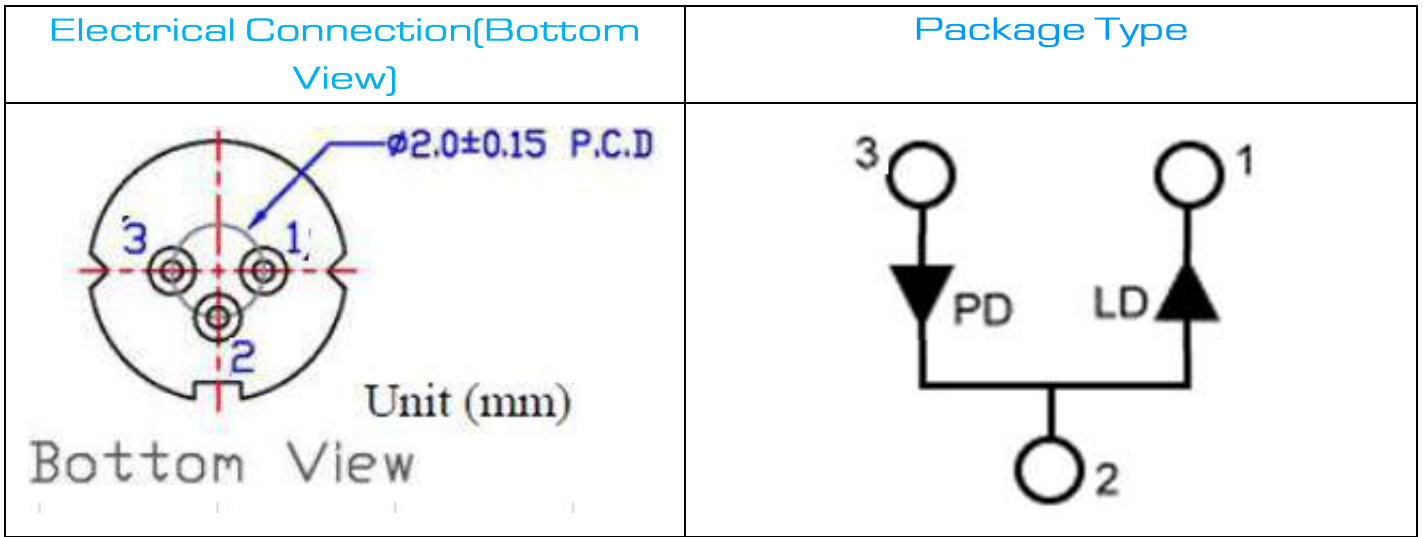 Electrical Connection(Bottom
View)
Package Type
ø2.0±0.15 P.C.D
3
1
2
Unit (mm)
Bottom View
3
1
PD
LD
2